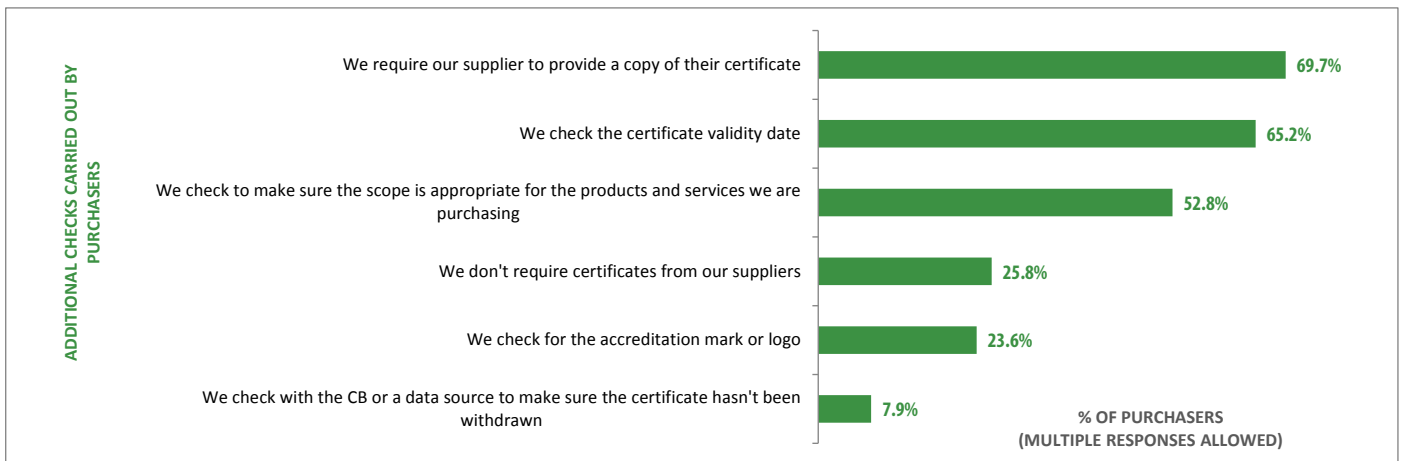 ADDITIONAL CHECKS CARRIED OUT BY
PURCHASERS
We require our supplier to provide a copy of their certificate
69.7%
We check the certificate validity date
65.2%
We check to make sure the scope is appropriate for the products and services we are
purchasing
52.8%
We don't require certificates from our suppliers
25.8%
We check for the accreditation mark or logo
23.6%
We check with the CB or a data source to make sure the certificate hasn't been
withdrawn
7.9%
% OF PURCHASERS
(MULTIPLE RESPONSES ALLOWED)